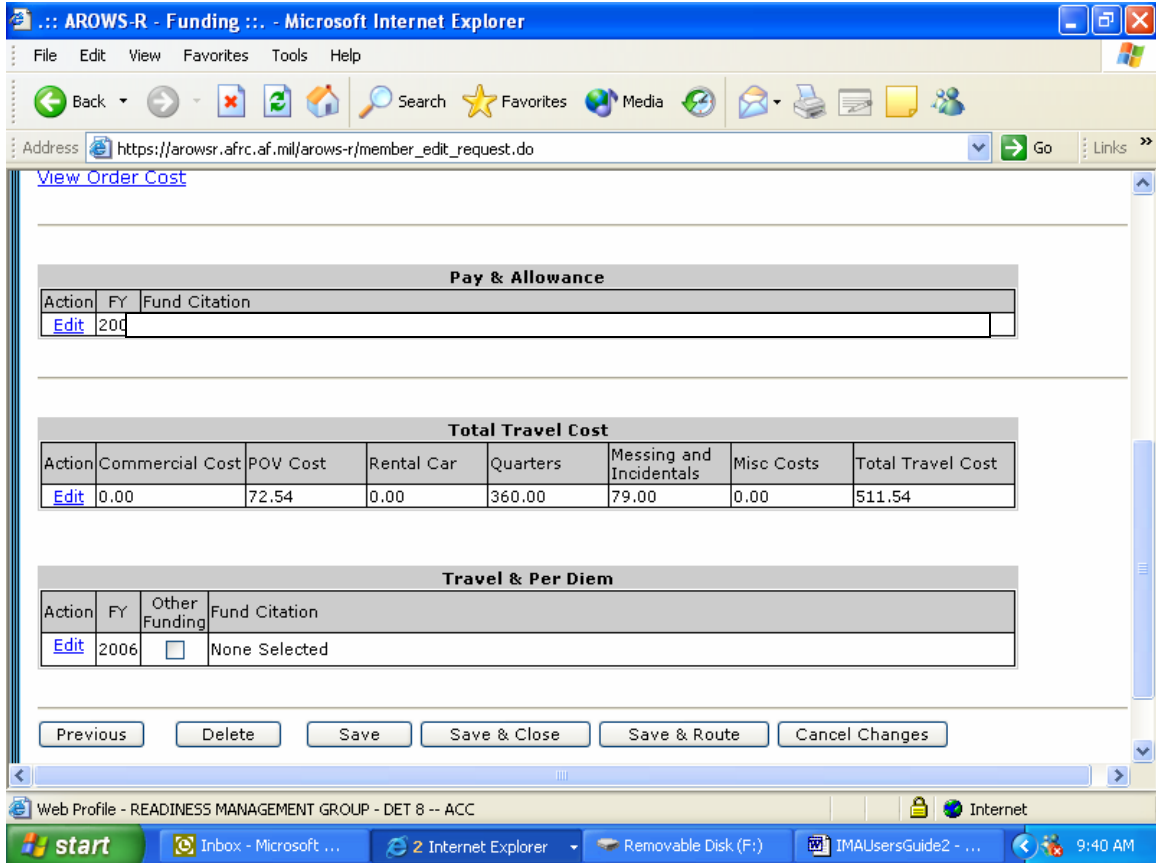 .:: AROWS-R - Funding ::. - Microsoft Internet Explorer
File Edit View Favorites Tools Help
Back Search Favorites Media
Address https://arowsr.afrc.af.mil/arows-r/member_edit_request.do Go Links »
View Order Cost
Pay & Allowance
Action FY Fund Citation
Edit 200
Total Travel Cost
Action Commercial Cost POV Cost Rental Car Quarters Messing and Incidentals Misc Costs Total Travel Cost
Edit 0.00 72.54 0.00 360.00 79.00 0.00 511.54
Travel & Per Diem
Action FY Other Funding Fund Citation
Edit 2006 None Selected
Previous Delete Save Save & Close Save & Route Cancel Changes
Web Profile - READINESS MANAGEMENT GROUP - DET 8 -- ACC Internet
start Inbox - Microsoft ... 2 Internet Explorer Removable Disk (F:) IMAUsersGuide2 - ... 9:40 AM